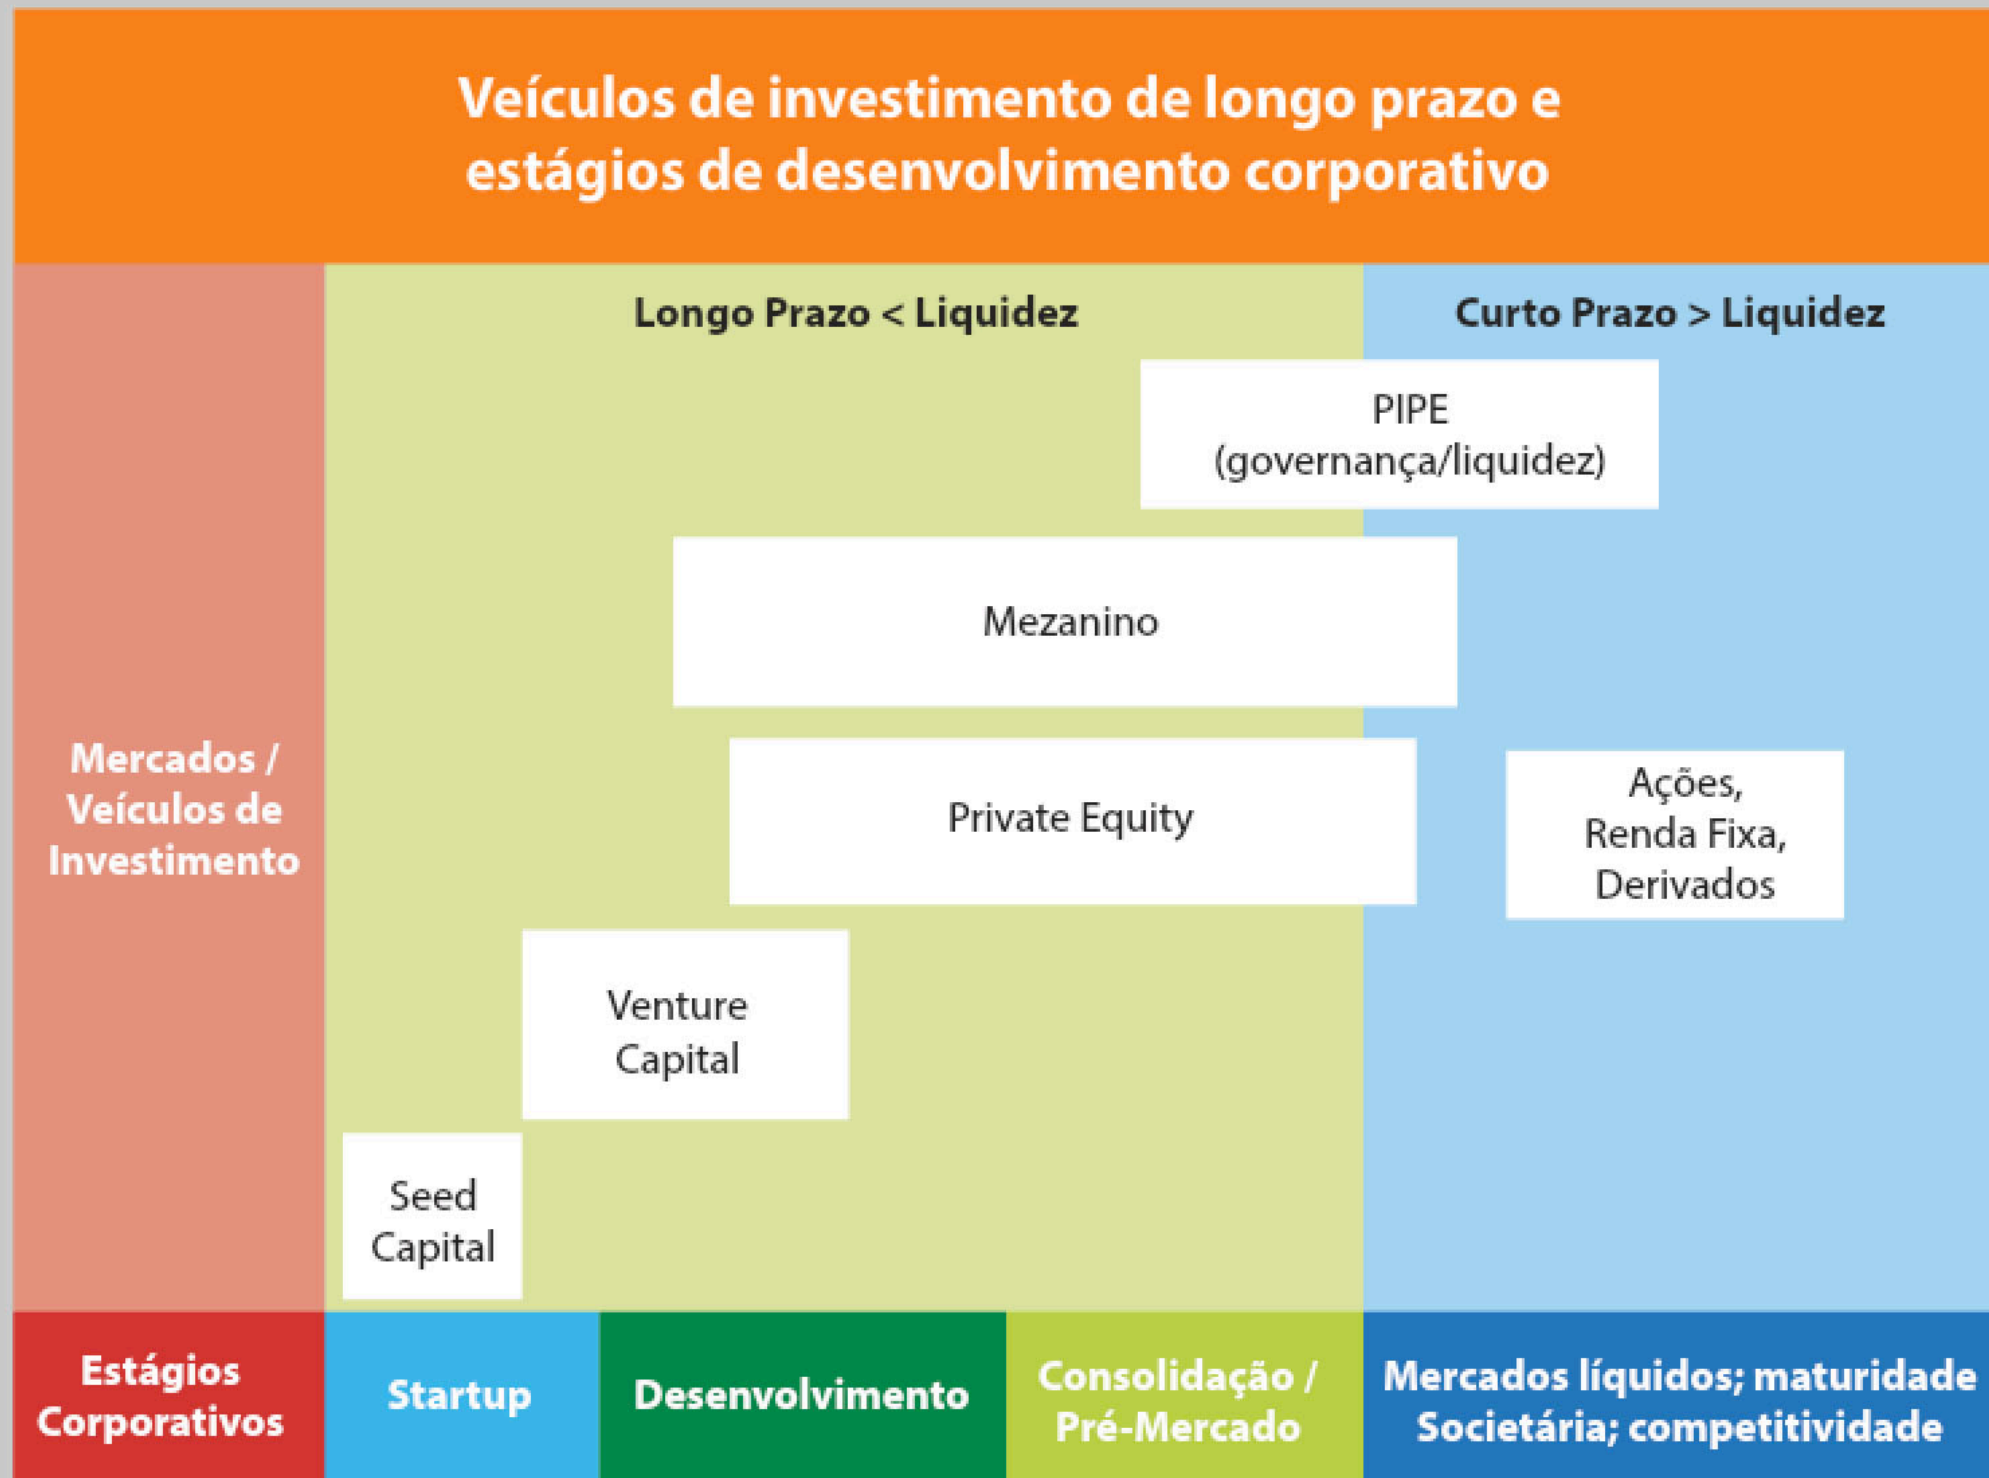 Veículos de investimento de longo prazo e
estágios de desenvolvimento corporativo
Longo Prazo < Liquidez
Curto Prazo > Liquidez
PIPE
(governança/liquidez)
Mezanino
Mercados /
Veículos de
Investimento
Private Equity
Ações,
Renda Fixa,
Derivados
Venture
Capital
Seed
Capital
Estágios
Corporativos
Startup
Desenvolvimento
Consolidação /
Pré-Mercado
Mercados líquidos; maturidade
Societária; competitividade